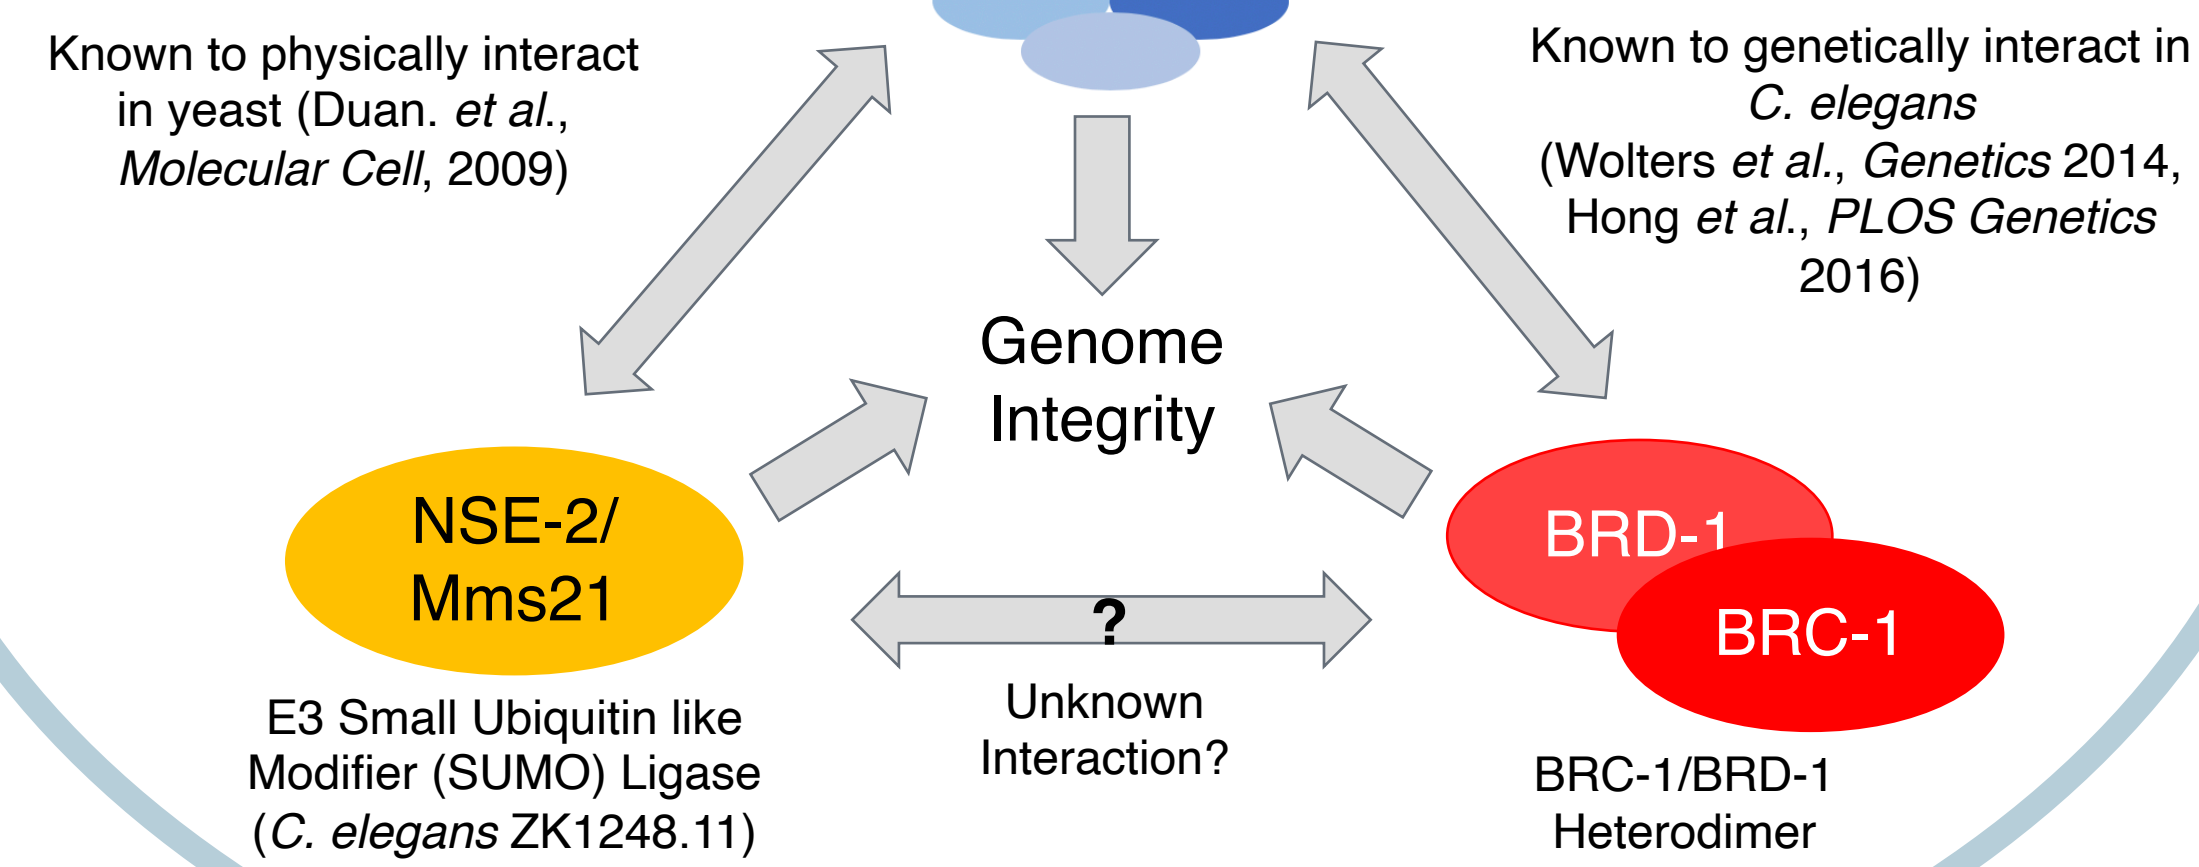 Known to physically interact
in yeast (Duan. et al.,
Molecular Cell, 2009)
Known to genetically interact in
C. elegans
(Wolters et al., Genetics 2014,
Hong et al., PLOS Genetics
2016)
Genome
Integrity
NSE-2/
Mms21
BRD-1
BRC-1
?
Unknown
Interaction?
E3 Small Ubiquitin like
Modifier (SUMO) Ligase
(C. elegans ZK1248.11)
BRC-1/BRD-1
Heterodimer